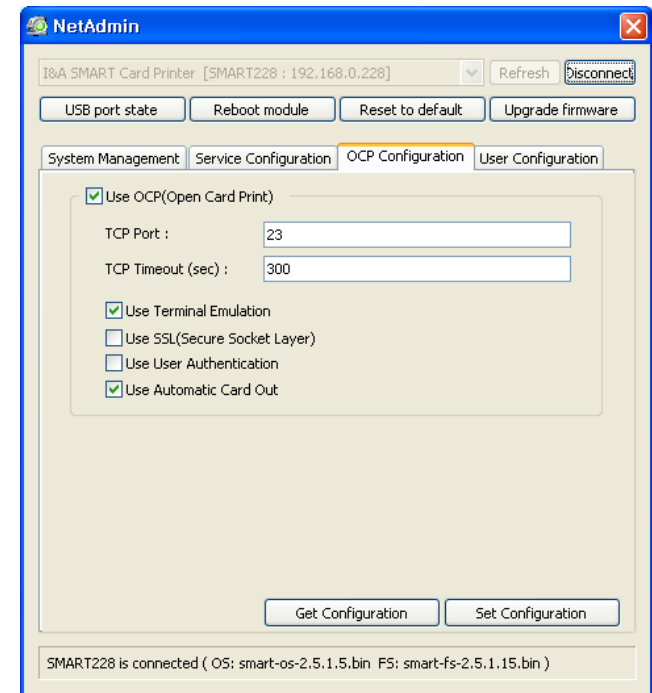 NetAdmin
I&A SMART Card Printer [SMART228 : 192.168.0.228] Refresh Disconnect
USB port state Reboot module Reset to default Upgrade firmware
System Management Service Configuration OCP Configuration User Configuration
Use OCP(Open Card Print)
TCP Port : 23
TCP Timeout (sec) : 300
Use Terminal Emulation
Use SSL(Secure Socket Layer)
Use User Authentication
Use Automatic Card Out
Get Configuration Set Configuration
SMART228 is connected ( OS: smart-os-2.5.1.5.bin FS: smart-fs-2.5.1.15.bin )